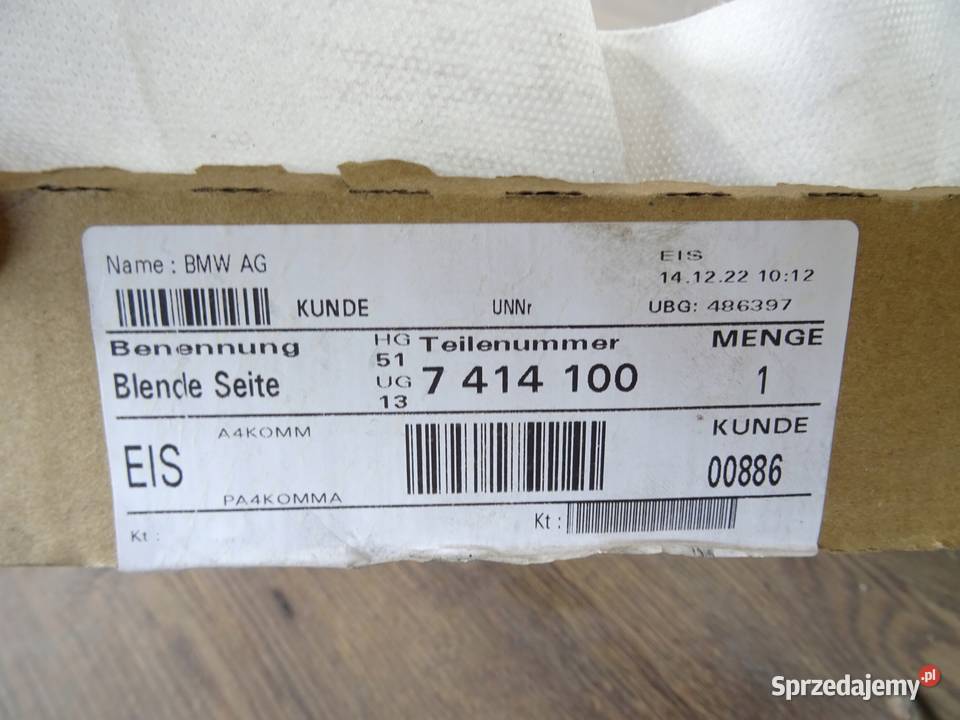 Name : BMW AG
EIS
14.12.22 10:12
KUNDE
UNNr
UBG: 486397
Benennung
HG
51
Teilenummer
MENGE
Blende Seite
UG
13
7 414 100
1
A4KOMM
KUNDE
EIS
00886
PA4KOMMA
Kt :
Kt :
Sprzedajemy.pl